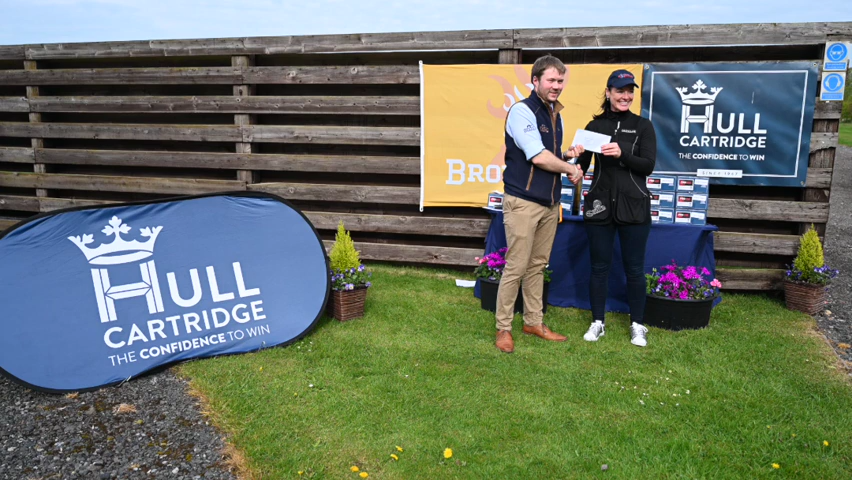 HULL
CARTRIDGE
THE CONFIDENCE TO WIN
BRO
HULL
CARTRIDGE
THE CONFIDENCE TO WIN
SINCE 1947